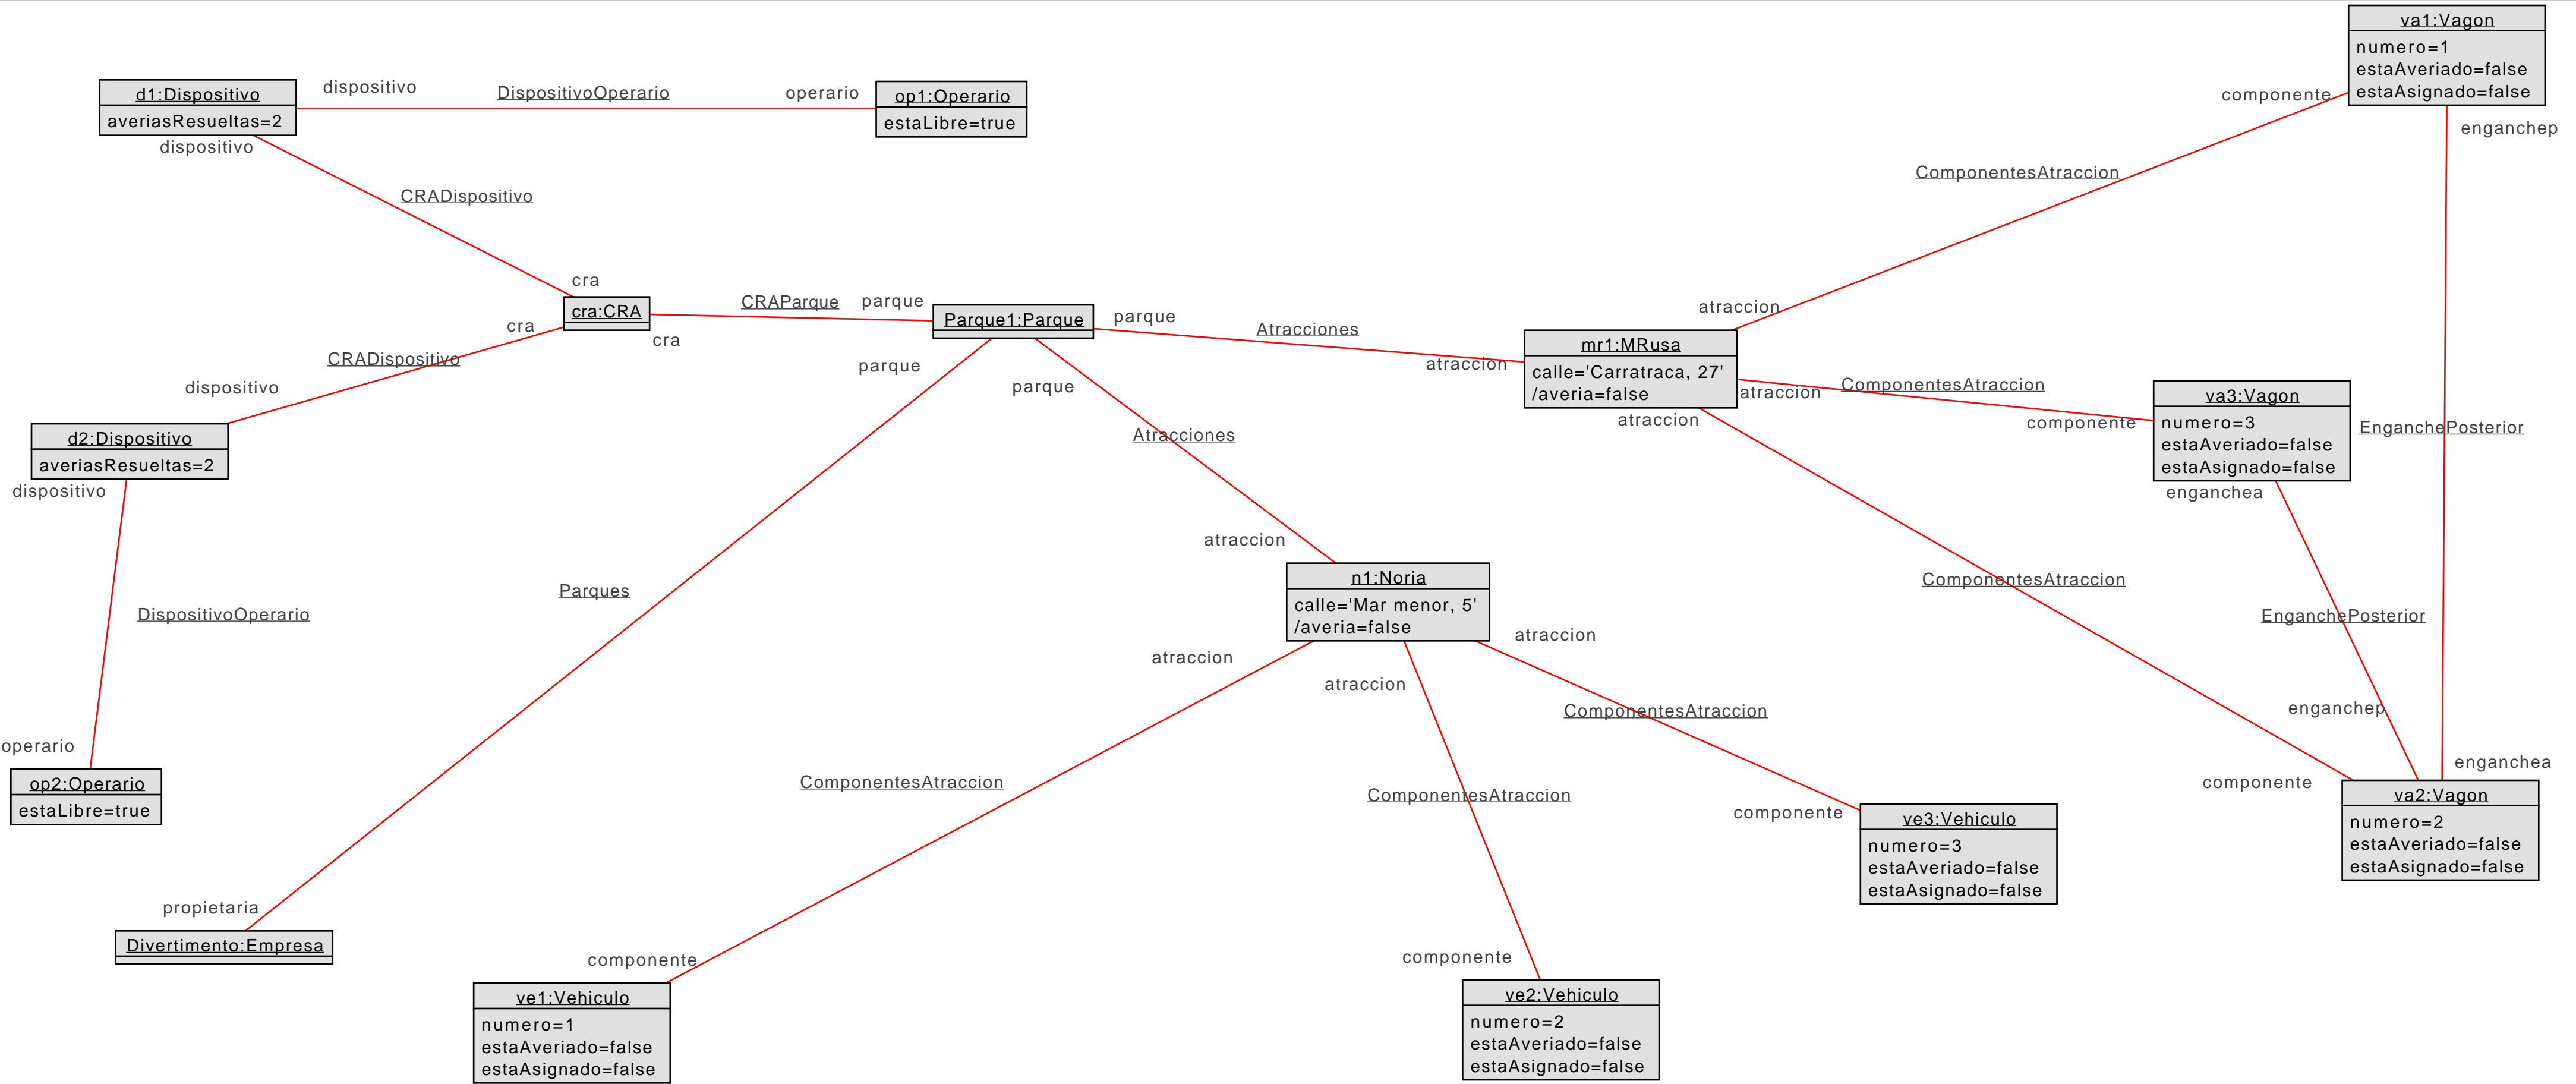 va1:Vagon
numero=1
estaAveriado=false
estaAsignado=false
componente
enganchep
d1:Dispositivo
averiasResueltas=2
dispositivo
DispositivoOperario
operario
op1:Operario
estaLibre=true
dispositivo
CRADispositivo
ComponentesAtraccion
cra
cra:CRA
cra
cra
CRAParque
parque
Parque1:Parque
parque
Atracciones
atraccion
atraccion
mr1:MRusa
calle='Carratraca, 27'
/averia=false
atraccion
atraccion
ComponentesAtraccion
componente
va3:Vagon
numero=3
estaAveriado=false
estaAsignado=false
enganchea
EnganchePosterior
CRADispositivo
dispositivo
parque
parque
d2:Dispositivo
averiasResueltas=2
dispositivo
Atracciones
atraccion
n1:Noria
calle='Mar menor, 5'
/averia=false
atraccion
atraccion
atraccion
ComponentesAtraccion
EnganchePosterior
Parques
DispositivoOperario
ComponentesAtraccion
enganchep
operario
op2:Operario
estaLibre=true
ComponentesAtraccion
ComponentesAtraccion
componente
componente
enganchea
va2:Vagon
numero=2
estaAveriado=false
estaAsignado=false
ve3:Vehiculo
numero=3
estaAveriado=false
estaAsignado=false
propietaria
Divertimento:Empresa
componente
ve1:Vehiculo
numero=1
estaAveriado=false
estaAsignado=false
componente
ve2:Vehiculo
numero=2
estaAveriado=false
estaAsignado=false